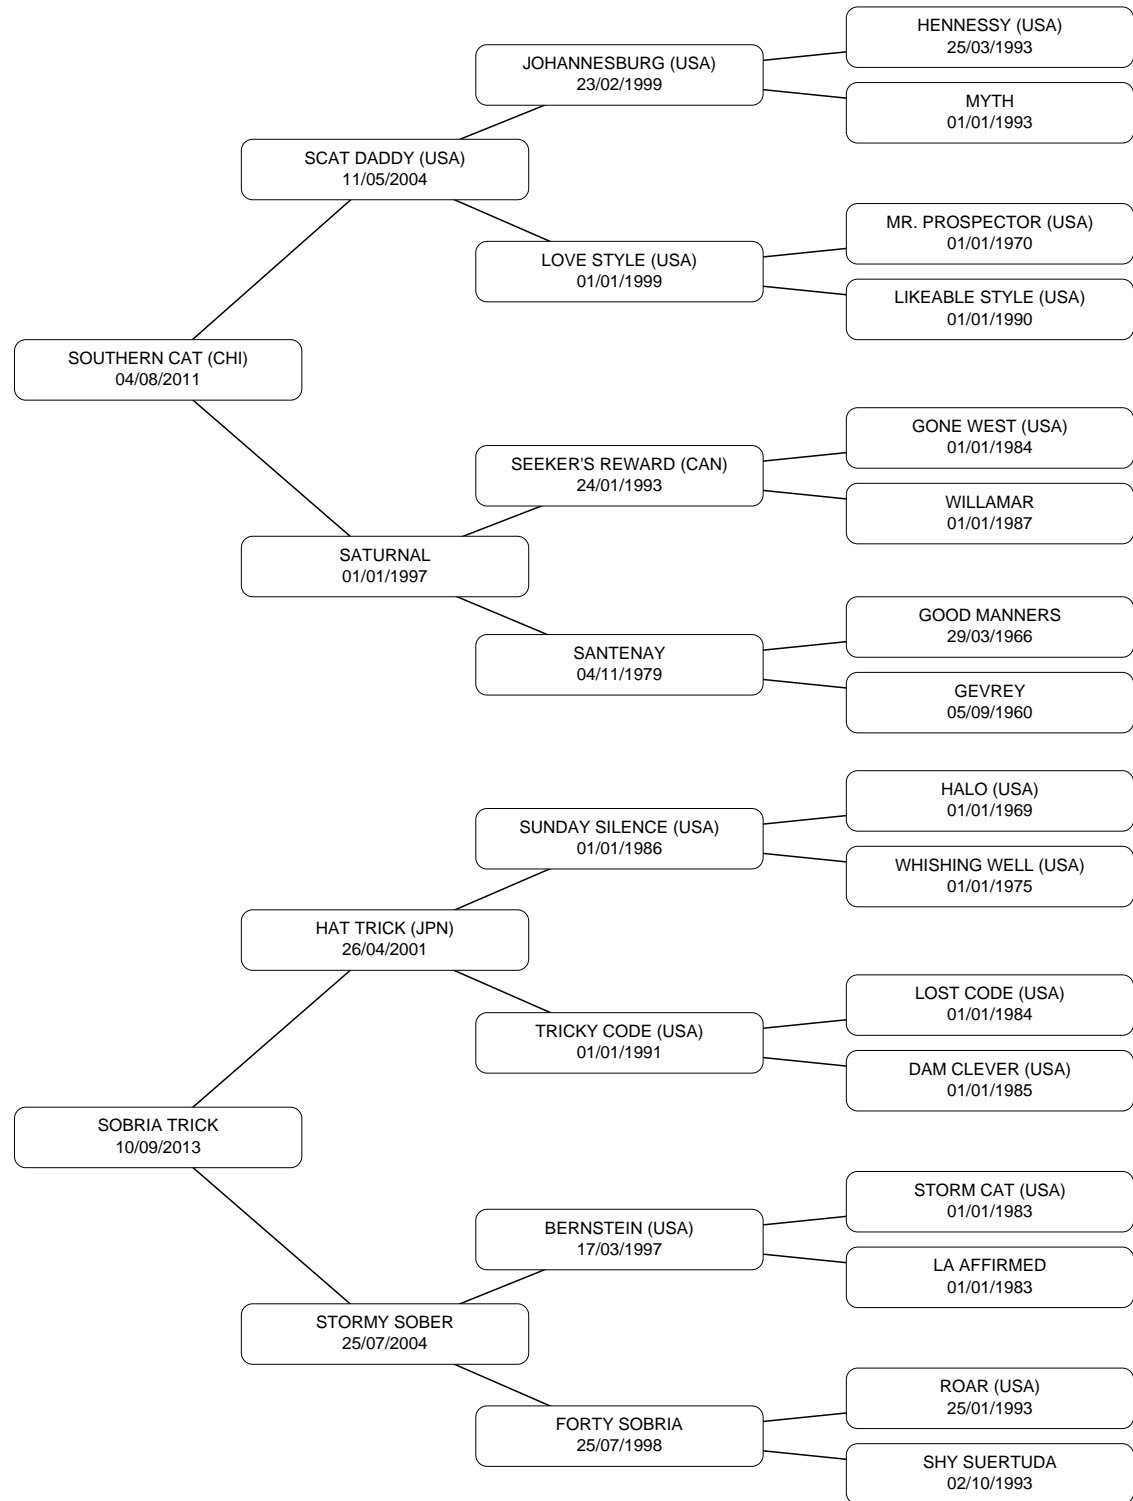 HENNESSY (USA)
25/03/1993
JOHANNESBURG (USA)
23/02/1999
MYTH
01/01/1993
SCAT DADDY (USA)
11/05/2004
MR. PROSPECTOR (USA)
01/01/1970
LOVE STYLE (USA)
01/01/1999
LIKEABLE STYLE (USA)
01/01/1990
SOUTHERN CAT (CHI)
04/08/2011
GONE WEST (USA)
01/01/1984
SEEKER'S REWARD (CAN)
24/01/1993
WILLAMAR
01/01/1987
SATURNAL
01/01/1997
GOOD MANNERS
29/03/1966
SANTENAY
04/11/1979
GEVREY
05/09/1960
HALO (USA)
01/01/1969
SUNDAY SILENCE (USA)
01/01/1986
WHISHING WELL (USA)
01/01/1975
HAT TRICK (JPN)
26/04/2001
LOST CODE (USA)
01/01/1984
TRICKY CODE (USA)
01/01/1991
DAM CLEVER (USA)
01/01/1985
SOBRIA TRICK
10/09/2013
STORM CAT (USA)
01/01/1983
BERNSTEIN (USA)
17/03/1997
LA AFFIRMED
01/01/1983
STORMY SOBER
25/07/2004
ROAR (USA)
25/01/1993
FORTY SOBRIA
25/07/1998
SHY SUERTUDA
02/10/1993